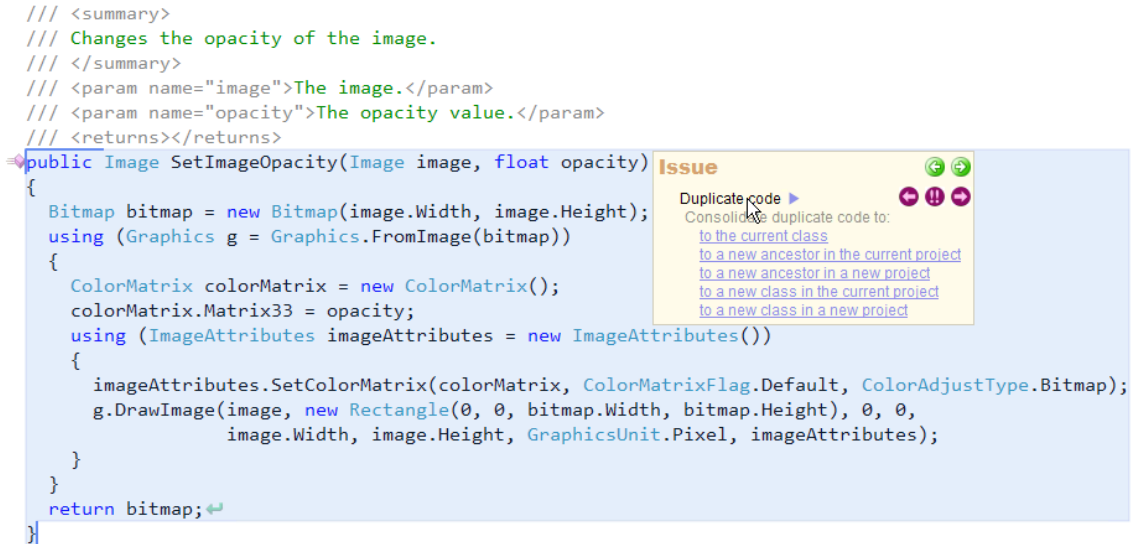 /// <summary>
/// Changes the opacity of the image.
/// </summary>
/// <param name="image">The image.</param>
/// <param name="opacity">The opacity value.</param>
/// <returns></returns>
public Image SetImageOpacity(Image image, float opacity)
{
Bitmap bitmap = new Bitmap(image.Width, image.Height);
using (Graphics g = Graphics.FromImage(bitmap))
{
ColorMatrix colorMatrix = new ColorMatrix();
colorMatrix.Matrix33 = opacity;
using (ImageAttributes imageAttributes = new ImageAttributes())
{
imageAttributes.SetColorMatrix(colorMatrix, ColorMatrixFlag.Default, ColorAdjustType.Bitmap);
g.DrawImage(image, new Rectangle(0, 0, bitmap.Width, bitmap.Height), 0, 0,
image.Width, image.Height, GraphicsUnit.Pixel, imageAttributes);
}
}
return bitmap;
}
Issue
Duplicate code
Consolidate duplicate code to:
to the current class
to a new ancestor in the current project
to a new ancestor in a new project
to a new class in the current project
to a new class in a new project